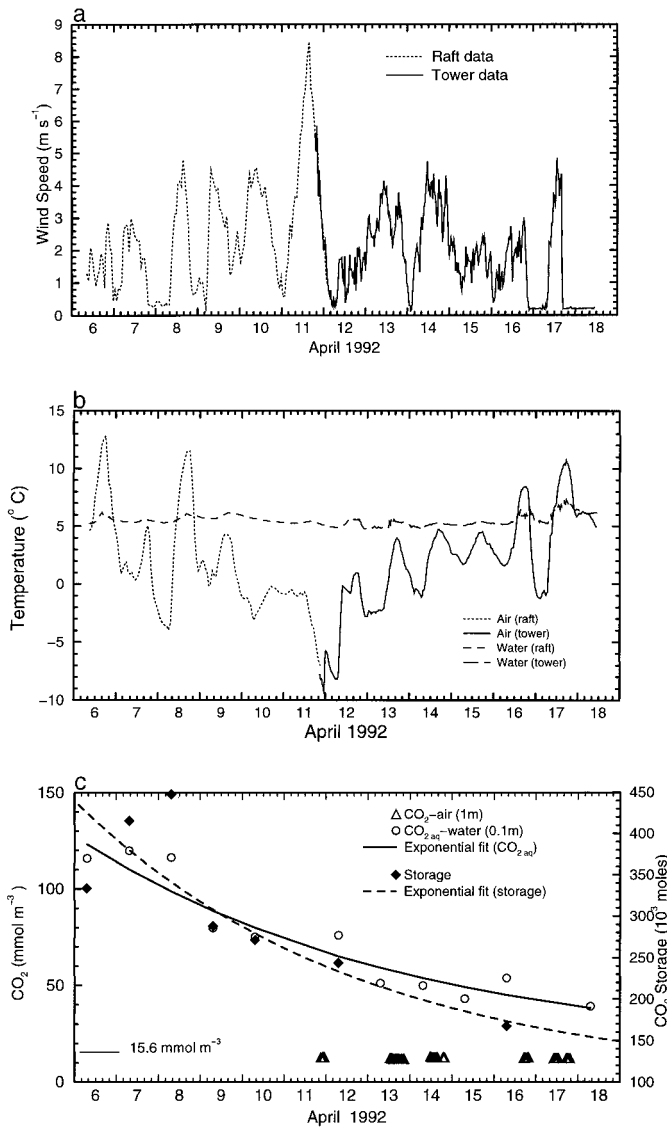 a
9
8
7
6
5
4
3
2
1
0
Wind Speed (m s⁻¹)
Raft data
Tower data
6 7 8 9 10 11 12 13 14 15 16 17 18
April 1992
b
15
10
5
0
−5
−10
Temperature (° C)
Air (raft)
Air (tower)
Water (raft)
Water (tower)
6 7 8 9 10 11 12 13 14 15 16 17 18
April 1992
c
150
100
50
0
CO₂ (mmol m⁻³)
CO₂-air (1m)
CO₂ aq-water (0.1m)
Exponential fit (CO₂ aq)
Storage
Exponential fit (storage)
15.6 mmol m⁻³
450
400
350
300
250
200
150
100
CO₂ Storage (10³ moles)
6 7 8 9 10 11 12 13 14 15 16 17 18
April 1992